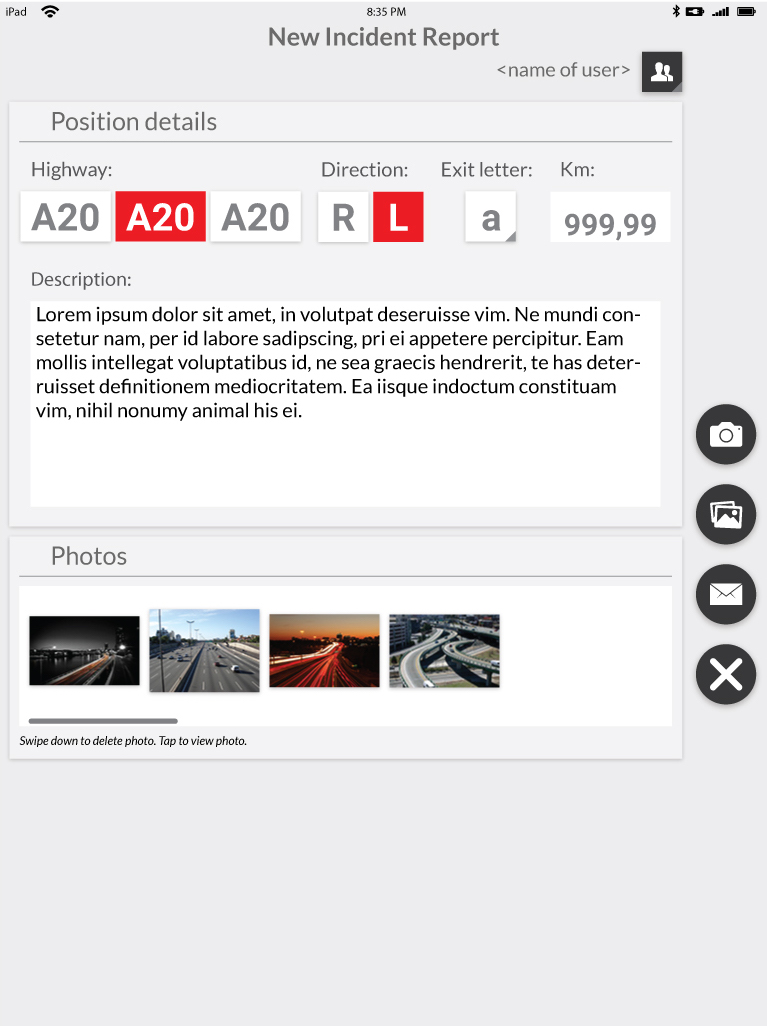 iPad 8:35 PM
New Incident Report
<name of user>
Position details
Highway: Direction: Exit letter: Km:
A20 A20 A20 R L a 999,99
Description:
Lorem ipsum dolor sit amet, in volutpat deseruisse vim. Ne mundi con-
setetur nam, per id labore sadipscing, pri ei appetere percipitur. Eam
mollis intellegat voluptatibus id, ne sea graecis hendrerit, te has deter-
ruisset definitionem mediocritatem. Ea iisque indoctum constituam
vim, nihil nonumy animal his ei.
Photos
Swipe down to delete photo. Tap to view photo.